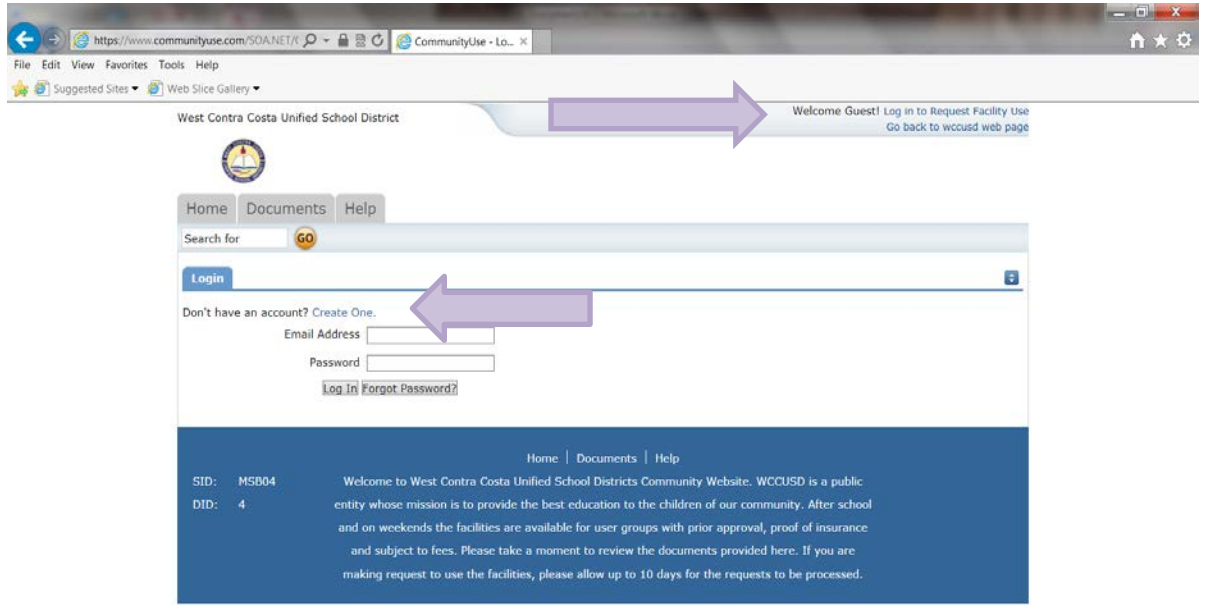 https://www.communityuse.com/SOA.NET/
CommunityUse - Lo...
File Edit View Favorites Tools Help
Suggested Sites Web Slice Gallery
West Contra Costa Unified School District
Welcome Guest! Log in to Request Facility Use
Go back to wccusd web page
Home Documents Help
Search for GO
Login
Don't have an account? Create One.
Email Address
Password
Log In Forgot Password?
Home | Documents | Help
SID: MSB04 Welcome to West Contra Costa Unified School Districts Community Website. WCCUSD is a public
DID: 4 entity whose mission is to provide the best education to the children of our community. After school
and on weekends the facilities are available for user groups with prior approval, proof of insurance
and subject to fees. Please take a moment to review the documents provided here. If you are
making request to use the facilities, please allow up to 10 days for the requests to be processed.